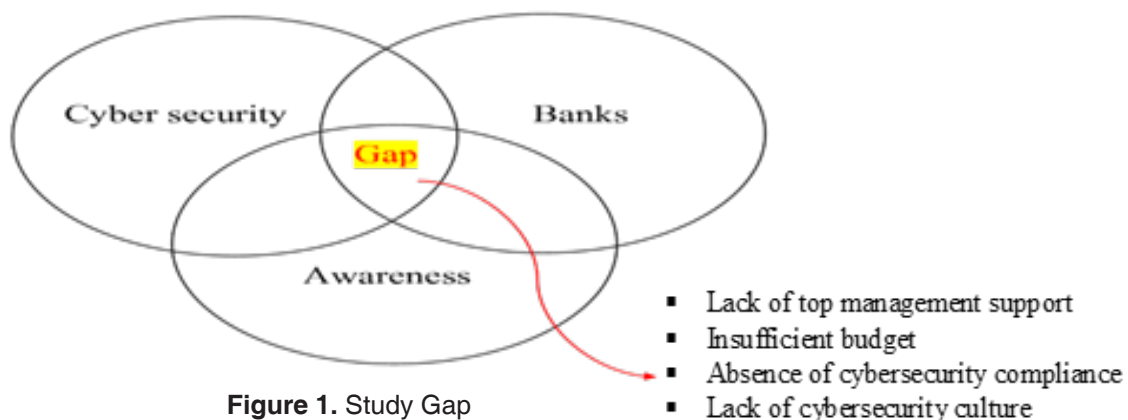 Cyber security
Banks
Gap
Awareness
▪ Lack of top management support
▪ Insufficient budget
▪ Absence of cybersecurity compliance
▪ Lack of cybersecurity culture
Figure 1. Study Gap